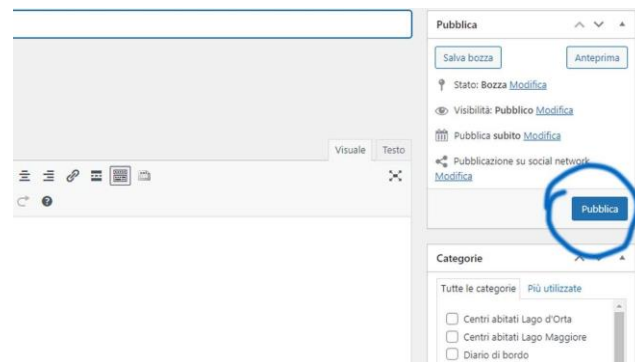 Pubblica
Salva bozza
Anteprima
Stato: Bozza Modifica
Visibilità: Pubblico Modifica
Pubblica subito Modifica
Pubblicazione su social network
Modifica
Pubblica
Visuale
Testo
Categorie
Tutte le categorie
Più utilizzate
Centri abitati Lago d'Orta
Centri abitati Lago Maggiore
Diario di bordo